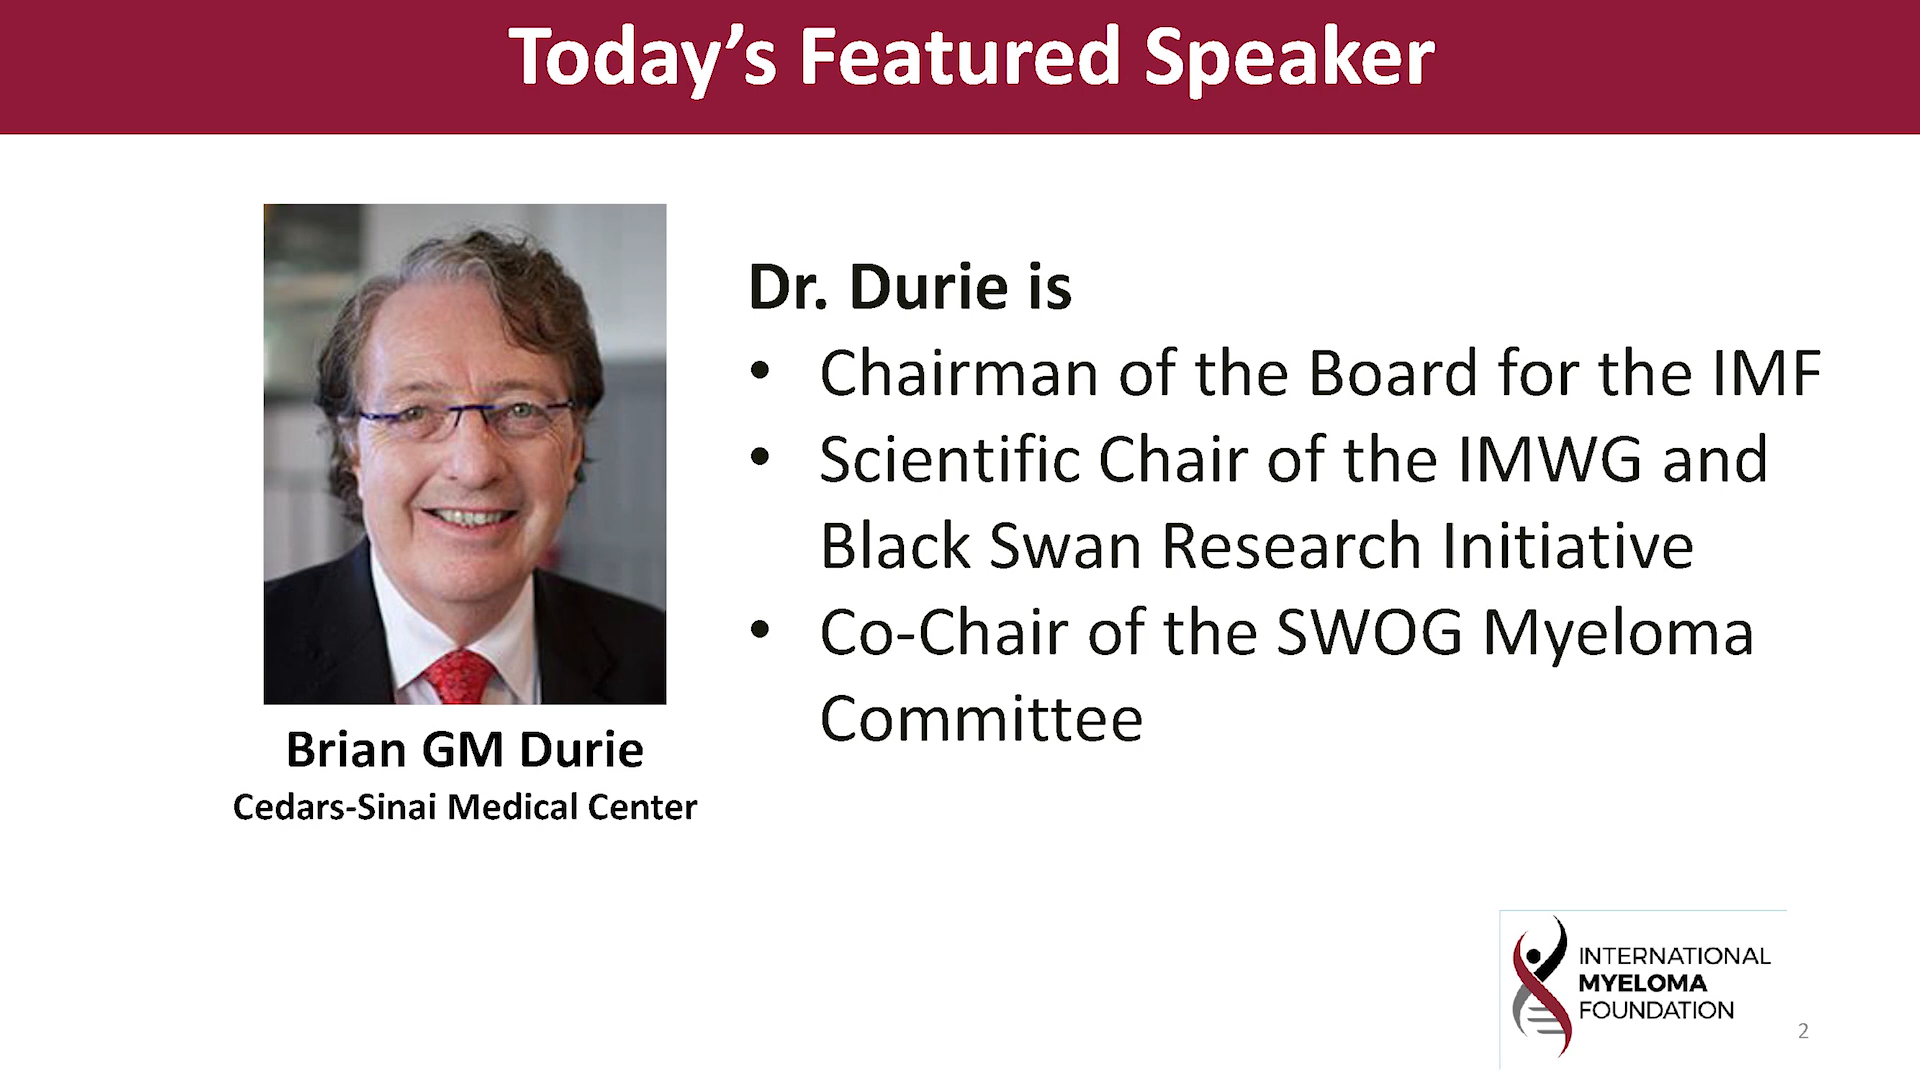 Today’s Featured Speaker
Brian GM Durie
Cedars-Sinai Medical Center
Dr. Durie is
• Chairman of the Board for the IMF
• Scientific Chair of the IMWG and
Black Swan Research Initiative
• Co-Chair of the SWOG Myeloma
Committee
INTERNATIONAL
MYELOMA
FOUNDATION
2